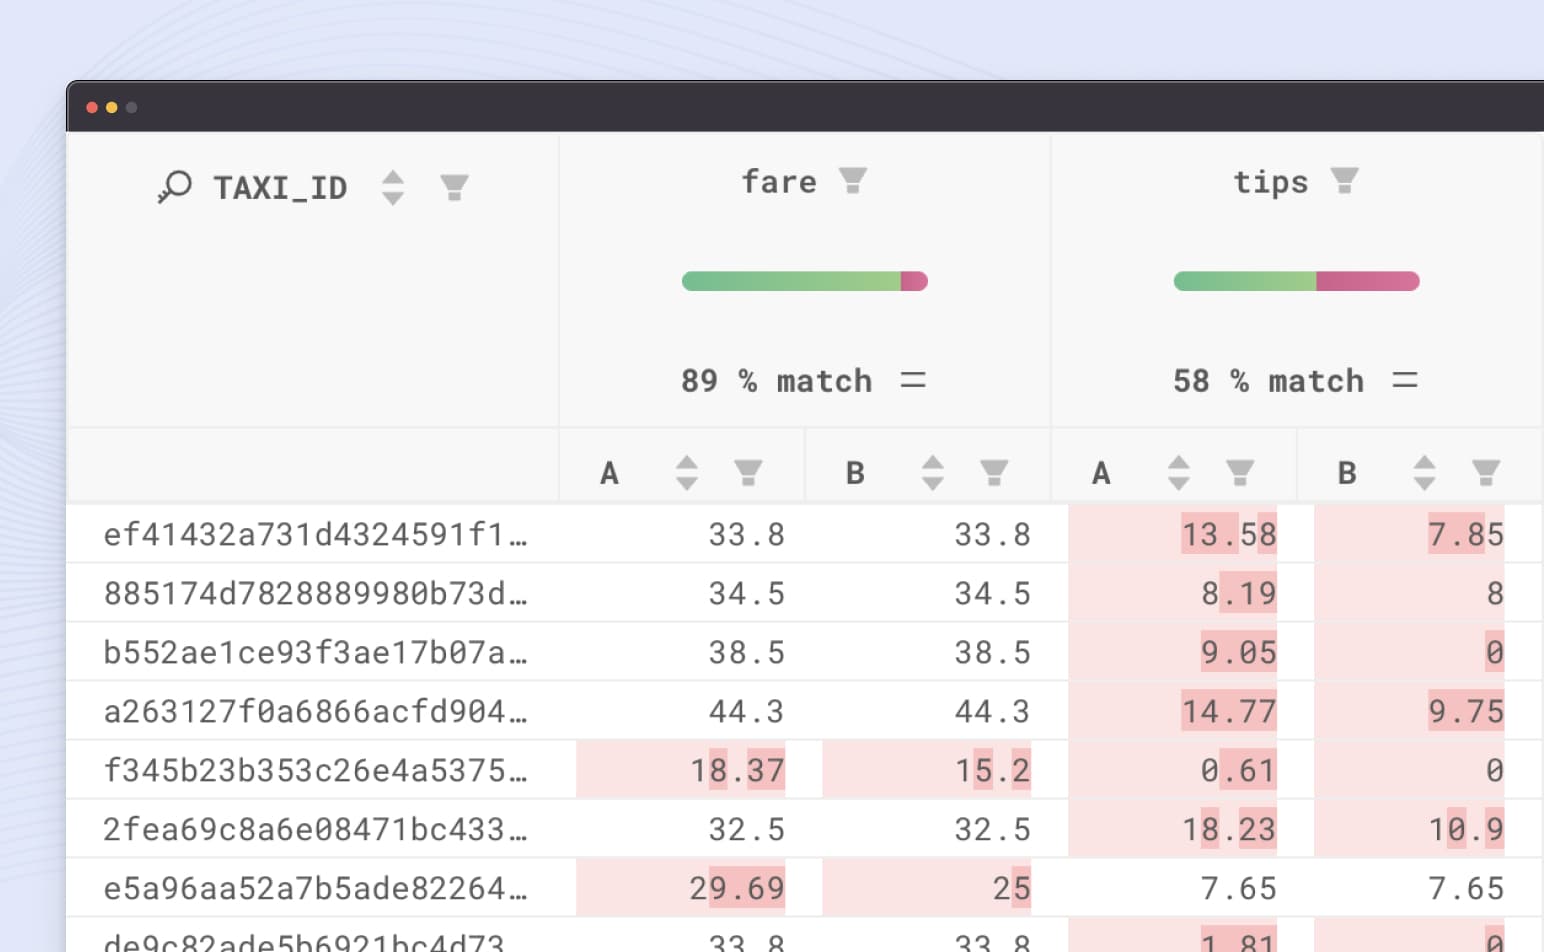 TAXI_ID fare tips
89 % match = 58 % match =
A B A B
ef41432a731d4324591f1… 33.8 33.8 13.58 7.85
885174d7828889980b73d… 34.5 34.5 8.19 8
b552ae1ce93f3ae17b07a… 38.5 38.5 9.05 0
a263127f0a6866acfd904… 44.3 44.3 14.77 9.75
f345b23b353c26e4a5375… 18.37 15.2 0.61 0
2fea69c8a6e08471bc433… 32.5 32.5 18.23 10.9
e5a96aa52a7b5ade82264… 29.69 25 7.65 7.65
de9c82ade5b6921bc4d73 33.8 33.8 1.81 0